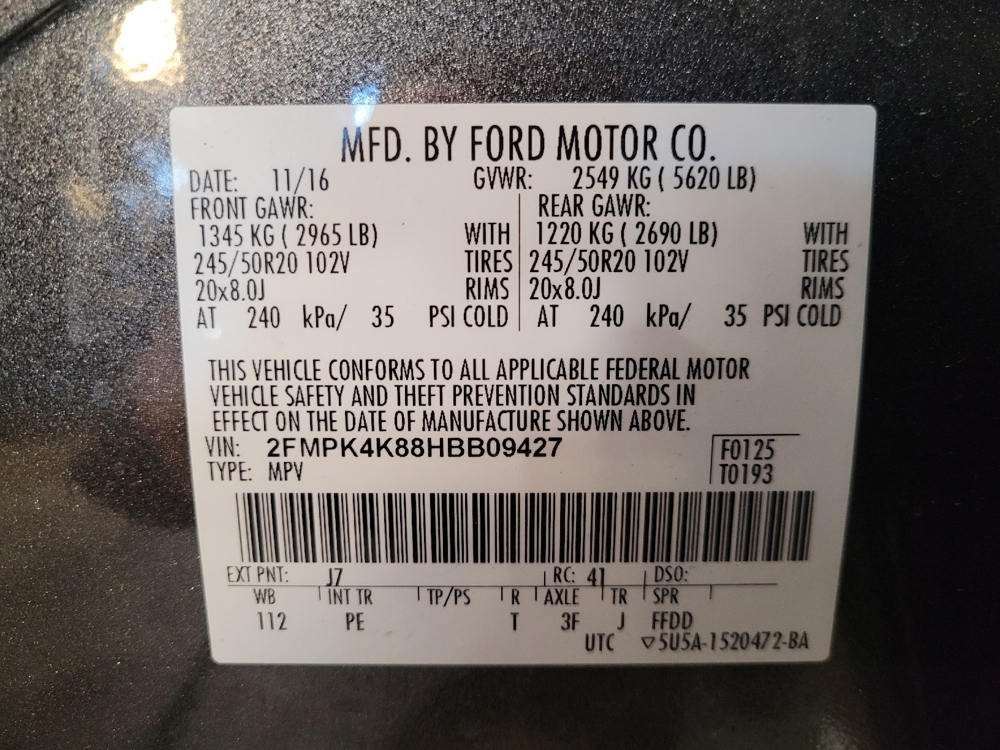 MFD. BY FORD MOTOR CO.
DATE: 11/16 GVWR: 2549 KG ( 5620 LB)
FRONT GAWR: REAR GAWR:
1345 KG ( 2965 LB) WITH 1220 KG ( 2690 LB) WITH
245/50R20 102V TIRES 245/50R20 102V TIRES
20x8.0J RIMS 20x8.0J RIMS
AT 240 kPa/ 35 PSI COLD AT 240 kPa/ 35 PSI COLD
THIS VEHICLE CONFORMS TO ALL APPLICABLE FEDERAL MOTOR
VEHICLE SAFETY AND THEFT PREVENTION STANDARDS IN
EFFECT ON THE DATE OF MANUFACTURE SHOWN ABOVE.
VIN: 2FMPK4K88HBB09427 F0125
TYPE: MPV T0193
EXT PNT: J7 RC: 41 DSO:
WB INT TR TP/PS R AXLE TR SPR
112 PE T 3F J FFDD
UTC ▽5U5A-1520472-BA